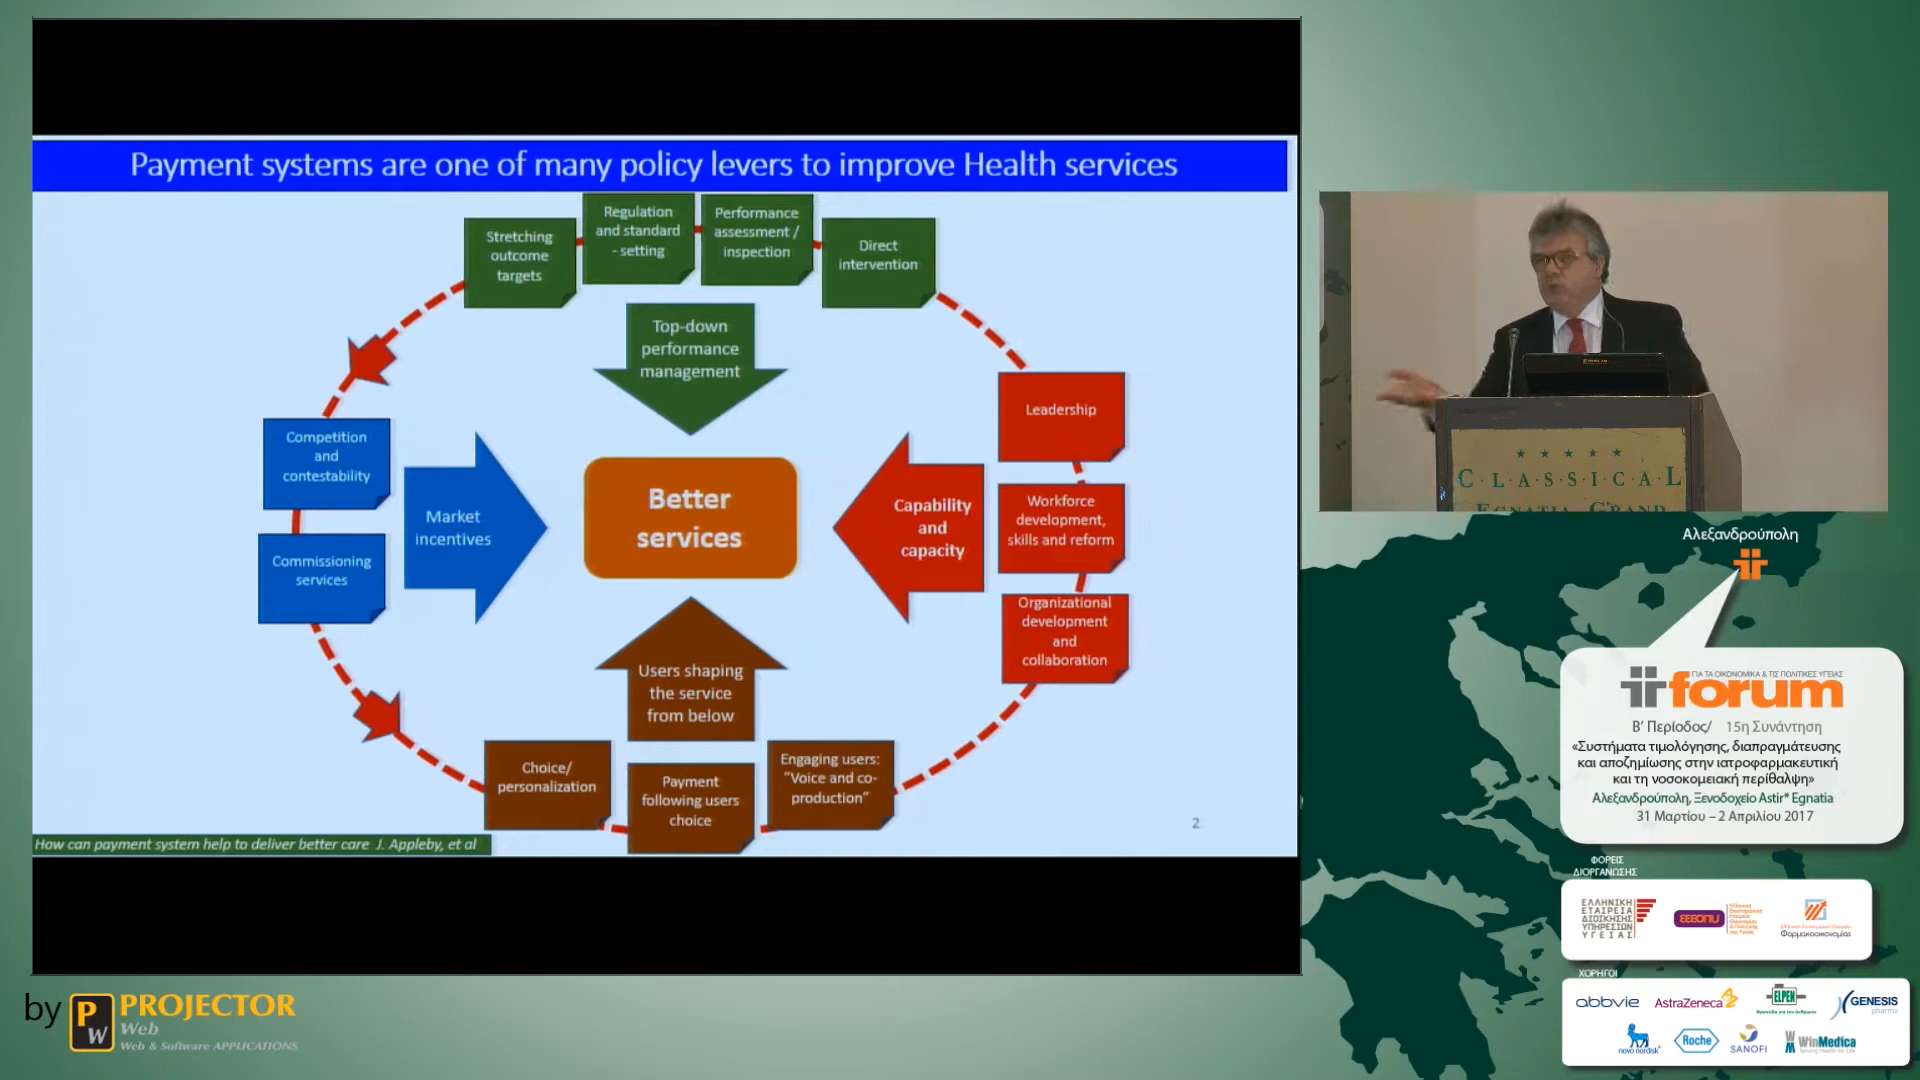 Payment systems are one of many policy levers to improve Health services
Stretching
outcome
targets
Regulation
and standard
- setting
Performance
assessment /
inspection
Direct
intervention
Top-down
performance
management
Leadership
Competition
and
contestability
Market
incentives
Better
services
Capability
and
capacity
Workforce
development,
skills and reform
Commissioning
services
Organizational
development
and
collaboration
Users shaping
the service
from below
Choice/
personalization
Payment
following users
choice
Engaging users:
"Voice and co-
production"
2
How can payment system help to deliver better care J. Appleby, et al
C·L·A·S·S·I·C·A·L
EGNATIA GRAND
Αλεξανδρούπολη
ΓΙΑ ΤΑ ΟΙΚΟΝΟΜΙΚΑ & ΤΙΣ ΠΟΛΙΤΙΚΕΣ ΥΓΕΙΑΣ
forum
Β' Περίοδος/ 15η Συνάντηση
«Συστήματα τιμολόγησης, διαπραγμάτευσης
και αποζημίωσης στην ιατροφαρμακευτική
και τη νοσοκομειακή περίθαλψη»
Αλεξανδρούπολη, Ξενοδοχείο Astir* Egnatia
31 Μαρτίου – 2 Απριλίου 2017
ΦΟΡΕΙΣ
ΔΙΟΡΓΑΝΩΣΗΣ
ΕΛΛΗΝΙΚΗ
ΕΤΑΙΡΕΙΑ
ΔΙΟΙΚΗΣΗΣ
ΥΠΗΡΕΣΙΩΝ
ΥΓΕΙΑΣ
Φαρμακοοικονομίας
ΧΟΡΗΓΟΙ
abbvie
AstraZeneca
ELPEN
GENESIS
pharma
novo nordisk
Roche
SANOFI
WinMedica
by
PW
PROJECTOR
Web
Web & Software APPLICATIONS